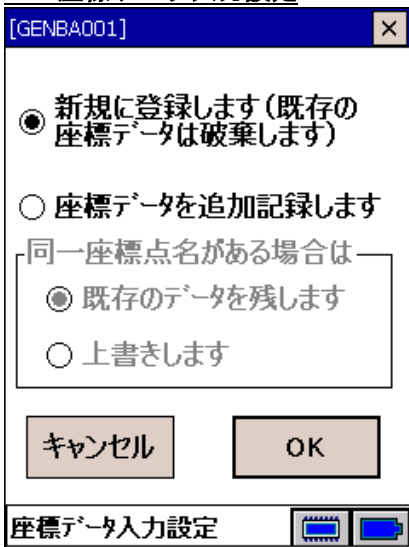 [GENBA001]
新規に登録します(既存の
座標ﾃﾞｰﾀは破棄します)
座標ﾃﾞｰﾀを追加記録します
同一座標点名がある場合は
既存のﾃﾞｰﾀを残します
上書きします
キャンセル
OK
座標ﾃﾞｰﾀ入力設定